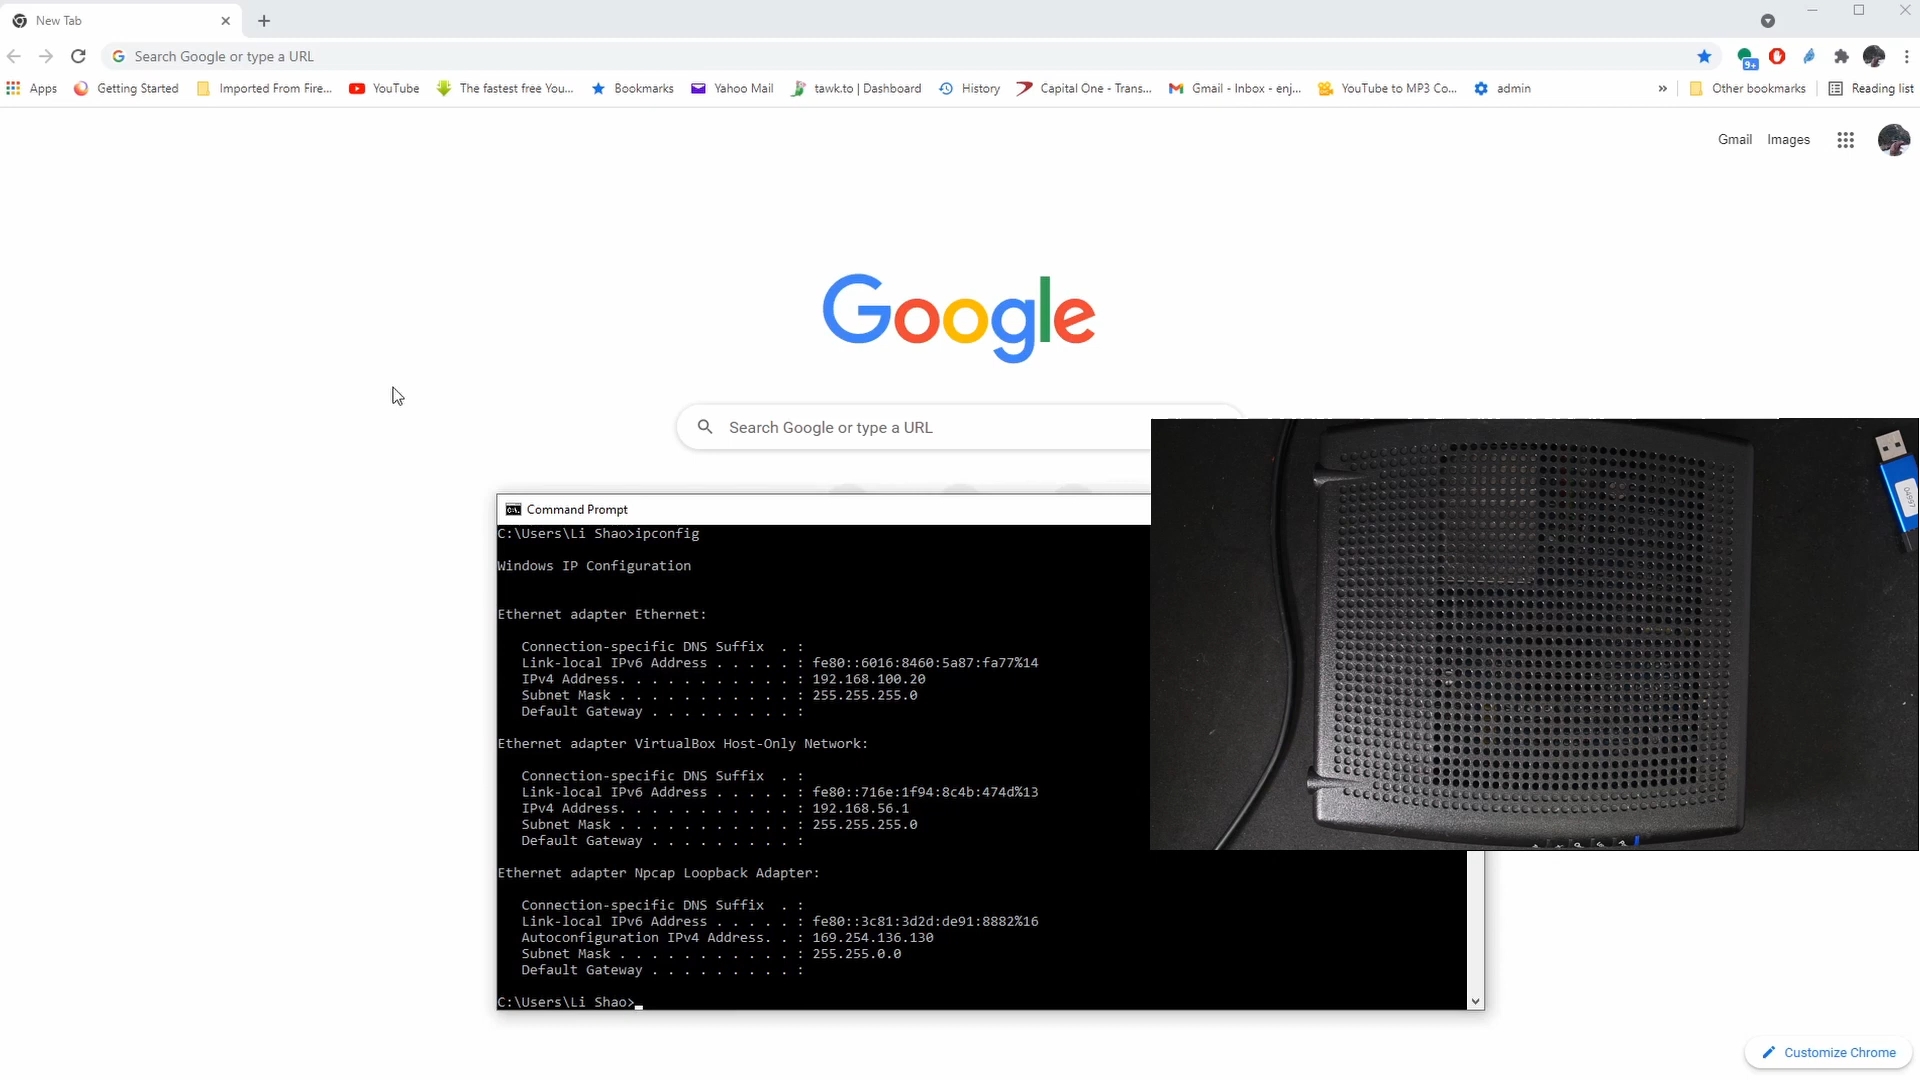 New Tab
Search Google or type a URL
9+
Apps
Getting Started
Imported From Fire...
YouTube
The fastest free You...
Bookmarks
Yahoo Mail
tawk.to | Dashboard
History
Capital One - Trans...
Gmail - Inbox - enj...
YouTube to MP3 Co...
admin
»
Other bookmarks
Reading list
Gmail
Images
Google
Search Google or type a URL
Command Prompt
C:\Users\Li Shao>ipconfig
Windows IP Configuration
Ethernet adapter Ethernet:
Connection-specific DNS Suffix . :
Link-local IPv6 Address . . . . . : fe80::6016:8460:5a87:fa77%14
IPv4 Address. . . . . . . . . . . : 192.168.100.20
Subnet Mask . . . . . . . . . . . : 255.255.255.0
Default Gateway . . . . . . . . . :
Ethernet adapter VirtualBox Host-Only Network:
Connection-specific DNS Suffix . :
Link-local IPv6 Address . . . . . : fe80::716e:1f94:8c4b:474d%13
IPv4 Address. . . . . . . . . . . : 192.168.56.1
Subnet Mask . . . . . . . . . . . : 255.255.255.0
Default Gateway . . . . . . . . . :
Ethernet adapter Npcap Loopback Adapter:
Connection-specific DNS Suffix . :
Link-local IPv6 Address . . . . . : fe80::3c81:3d2d:de91:8882%16
Autoconfiguration IPv4 Address. . : 169.254.136.130
Subnet Mask . . . . . . . . . . . : 255.255.0.0
Default Gateway . . . . . . . . . :
C:\Users\Li Shao>
04997
Customize Chrome